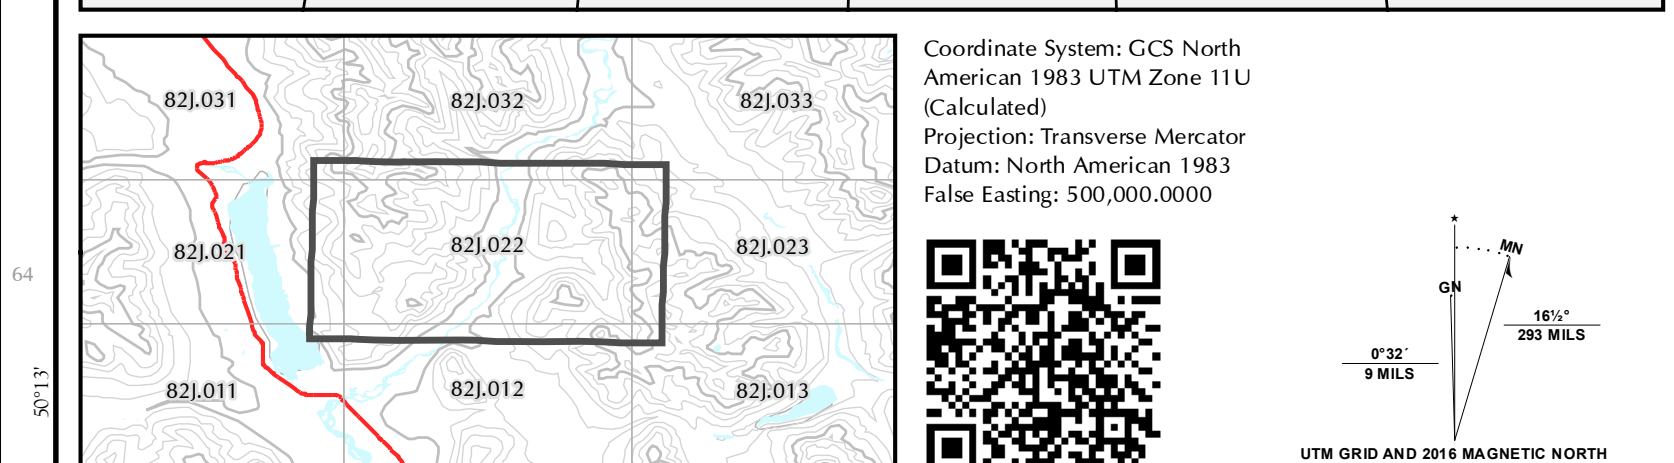 82J.031
82J.032
82J.033
82J.021
82J.022
82J.023
82J.011
82J.012
82J.013
64
50°13'
Coordinate System: GCS North
American 1983 UTM Zone 11U
(Calculated)
Projection: Transverse Mercator
Datum: North American 1983
False Easting: 500,000.0000
MN
GN
16½°
293 MILS
0°32´
9 MILS
UTM GRID AND 2016 MAGNETIC NORTH